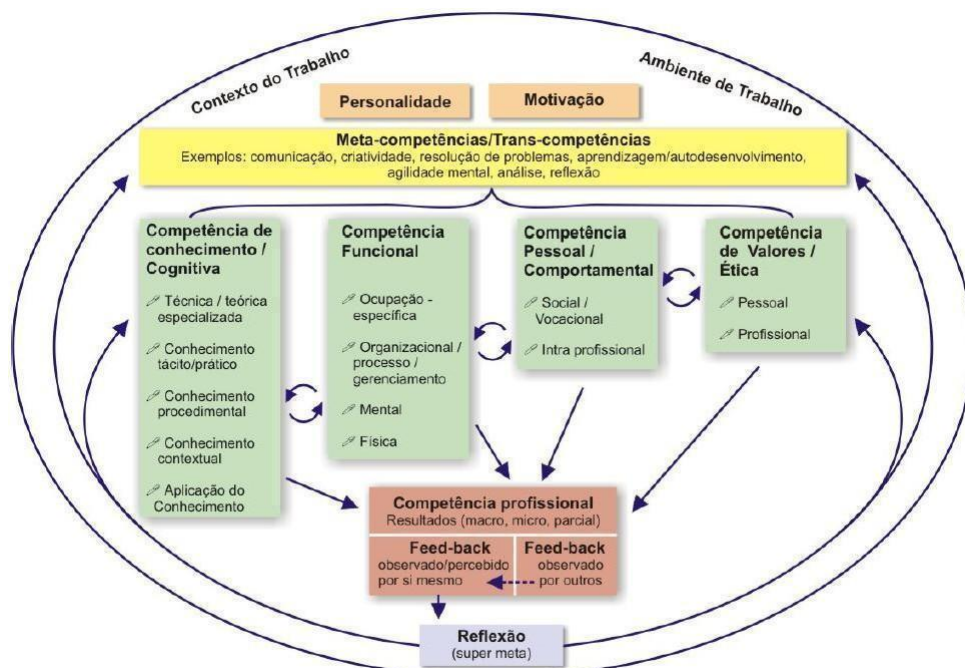 Contexto do Trabalho
Ambiente de Trabalho
Personalidade
Motivação
Meta-competências/Trans-competências
Exemplos: comunicação, criatividade, resolução de problemas, aprendizagem/autodesenvolvimento,
agilidade mental, análise, reflexão
Competência de
conhecimento /
Cognitiva
Técnica / teórica
especializada
Conhecimento
tácito/prático
Conhecimento
procedimental
Conhecimento
contextual
Aplicação do
Conhecimento
Competência
Funcional
Ocupação -
específica
Organizacional /
processo /
gerenciamento
Mental
Física
Competência
Pessoal /
Comportamental
Social /
Vocacional
Intra profissional
Competência
de Valores /
Ética
Pessoal
Profissional
Competência profissional
Resultados (macro, micro, parcial)
Feed-back
observado/percebido
por si mesmo
Feed-back
observado
por outros
Reflexão
(super meta)